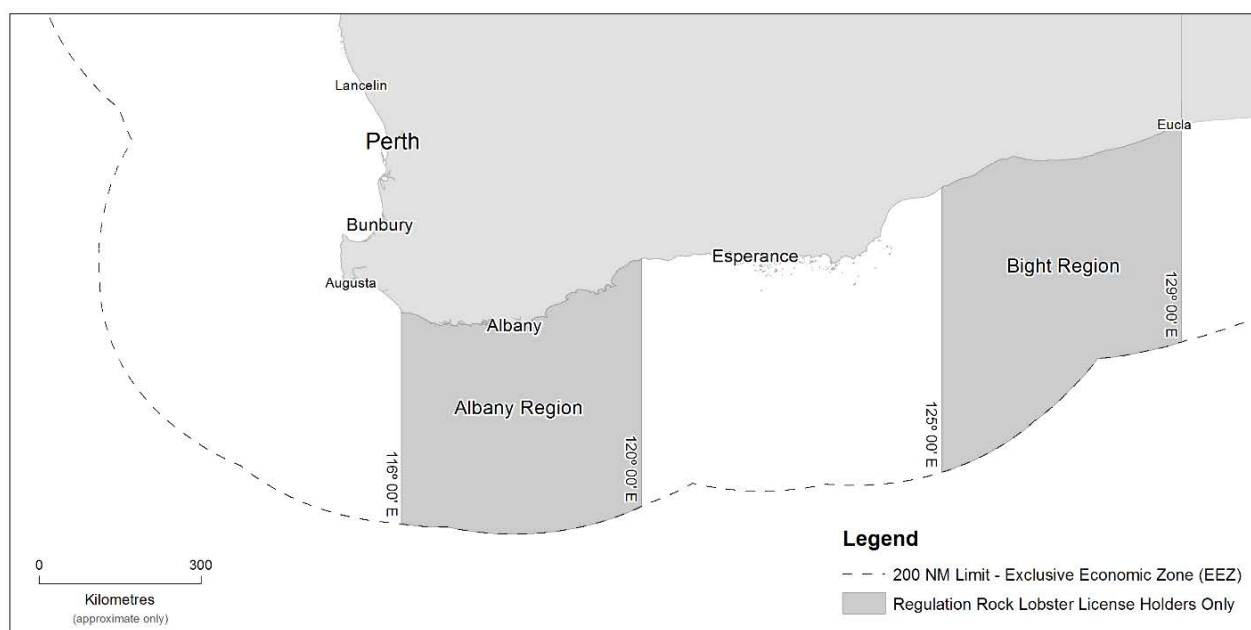 Lancelin
Perth
Eucla
Bunbury
Esperance
Augusta
Bight Region
129° 00' E
Albany
Albany Region
125° 00' E
116° 00' E
120° 00' E
Legend
0 300
Kilometres
(approximate only)
200 NM Limit - Exclusive Economic Zone (EEZ)
Regulation Rock Lobster License Holders Only